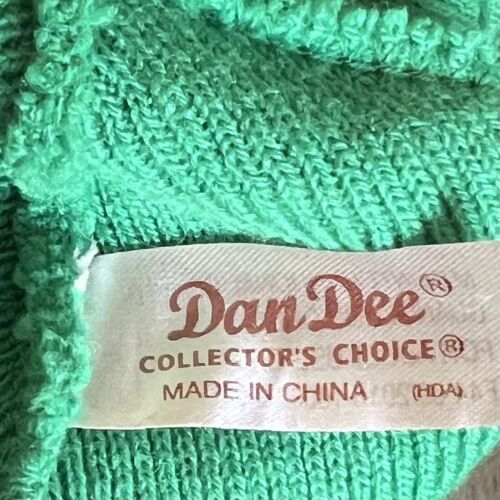 Dan Dee®
COLLECTOR'S CHOICE®
MADE IN CHINA (HDA)